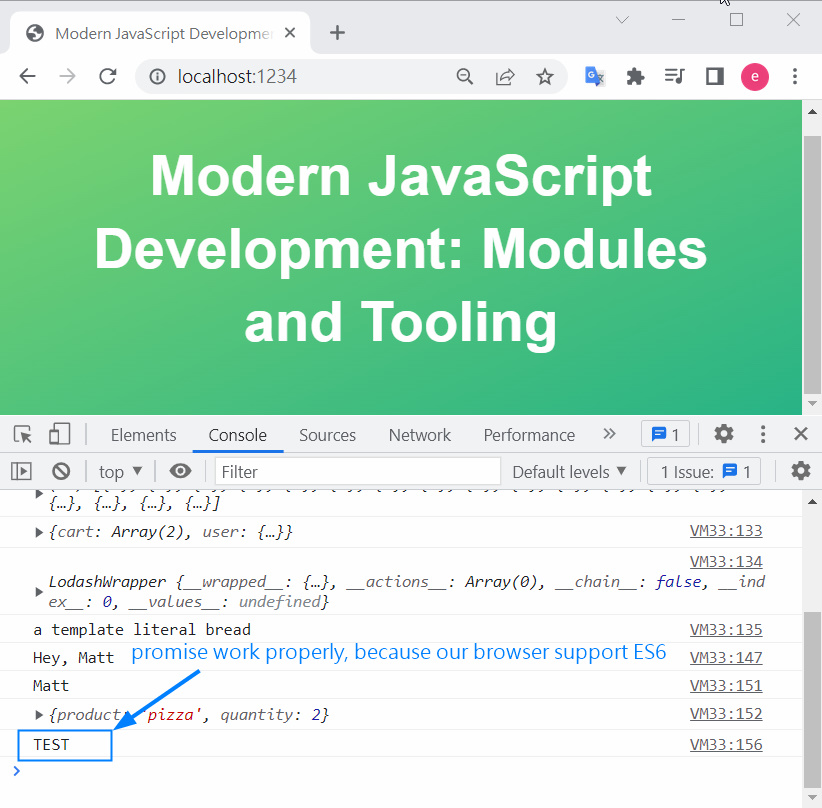 Modern JavaScript Developme
localhost:1234
e
Modern JavaScript
Development: Modules
and Tooling
Elements Console Sources Network Performance » 1
top Filter Default levels 1 Issue: 1
{…}, {…}, {…}, {…}]
{cart: Array(2), user: {…}} VM33:133
VM33:134
LodashWrapper {__wrapped__: {…}, __actions__: Array(0), __chain__: false, __ind
ex__: 0, __values__: undefined}
a template literal bread VM33:135
promise work properly, because our browser support ES6
Hey, Matt VM33:147
Matt VM33:151
{product: 'pizza', quantity: 2} VM33:152
TEST VM33:156